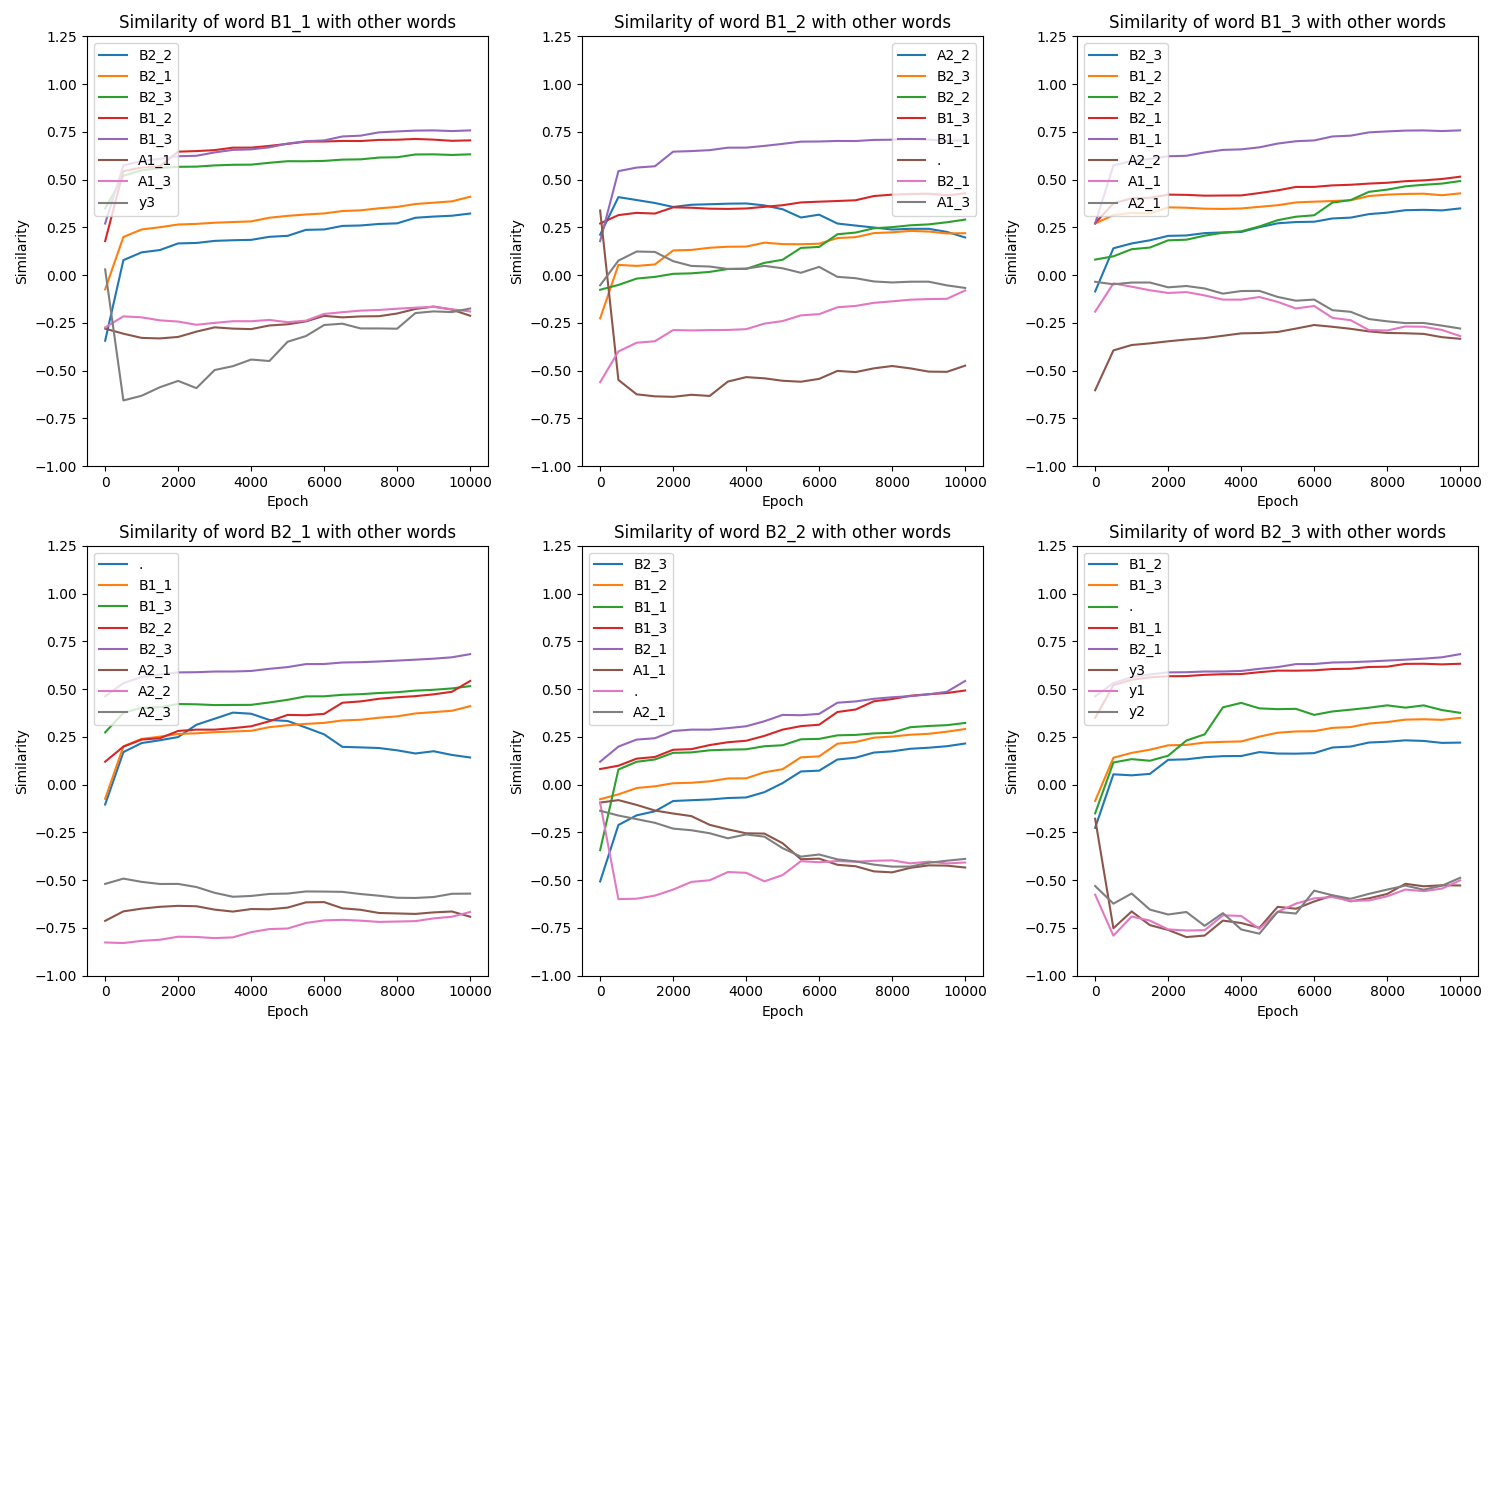 Similarity of word B1_1 with other words
1.25
1.00
0.75
0.50
0.25
0.00
−0.25
−0.50
−0.75
−1.00
Similarity
B2_2
B2_1
B2_3
B1_2
B1_3
A1_1
A1_3
y3
0 2000 4000 6000 8000 10000
Epoch
Similarity of word B1_2 with other words
1.25
1.00
0.75
0.50
0.25
0.00
−0.25
−0.50
−0.75
−1.00
Similarity
A2_2
B2_3
B2_2
B1_3
B1_1
.
B2_1
A1_3
0 2000 4000 6000 8000 10000
Epoch
Similarity of word B1_3 with other words
1.25
1.00
0.75
0.50
0.25
0.00
−0.25
−0.50
−0.75
−1.00
Similarity
B2_3
B1_2
B2_2
B2_1
B1_1
A2_2
A1_1
A2_1
0 2000 4000 6000 8000 10000
Epoch
Similarity of word B2_1 with other words
1.25
1.00
0.75
0.50
0.25
0.00
−0.25
−0.50
−0.75
−1.00
Similarity
.
B1_1
B1_3
B2_2
B2_3
A2_1
A2_2
A2_3
0 2000 4000 6000 8000 10000
Epoch
Similarity of word B2_2 with other words
1.25
1.00
0.75
0.50
0.25
0.00
−0.25
−0.50
−0.75
−1.00
Similarity
B2_3
B1_2
B1_1
B1_3
B2_1
A1_1
.
A2_1
0 2000 4000 6000 8000 10000
Epoch
Similarity of word B2_3 with other words
1.25
1.00
0.75
0.50
0.25
0.00
−0.25
−0.50
−0.75
−1.00
Similarity
B1_2
B1_3
.
B1_1
B2_1
y3
y1
y2
0 2000 4000 6000 8000 10000
Epoch